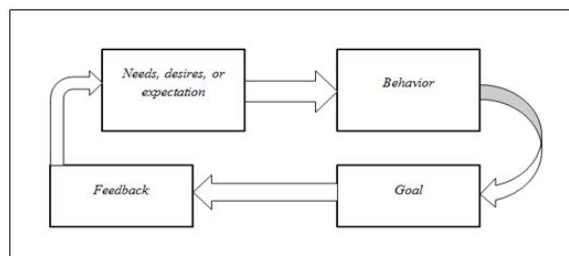 Needs, desires, or
expectation
Behavior
Feedback
Goal